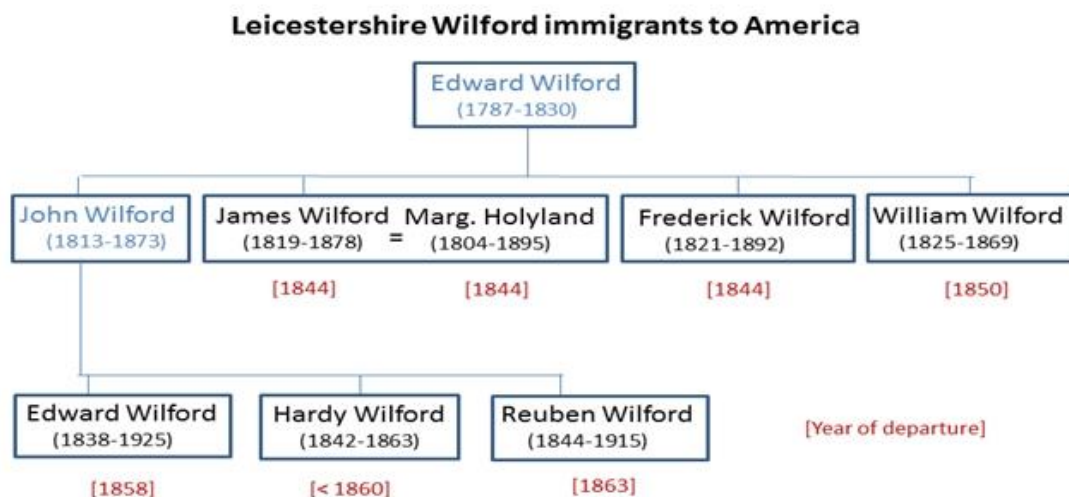 Leicestershire Wilford immigrants to America
Edward Wilford
(1787-1830)
John Wilford
(1813-1873)
James Wilford = Marg. Holyland
(1819-1878) (1804-1895)
Frederick Wilford
(1821-1892)
William Wilford
(1825-1869)
[1844] [1844] [1844] [1850]
Edward Wilford
(1838-1925)
Hardy Wilford
(1842-1863)
Reuben Wilford
(1844-1915)
[Year of departure]
[1858] [< 1860] [1863]